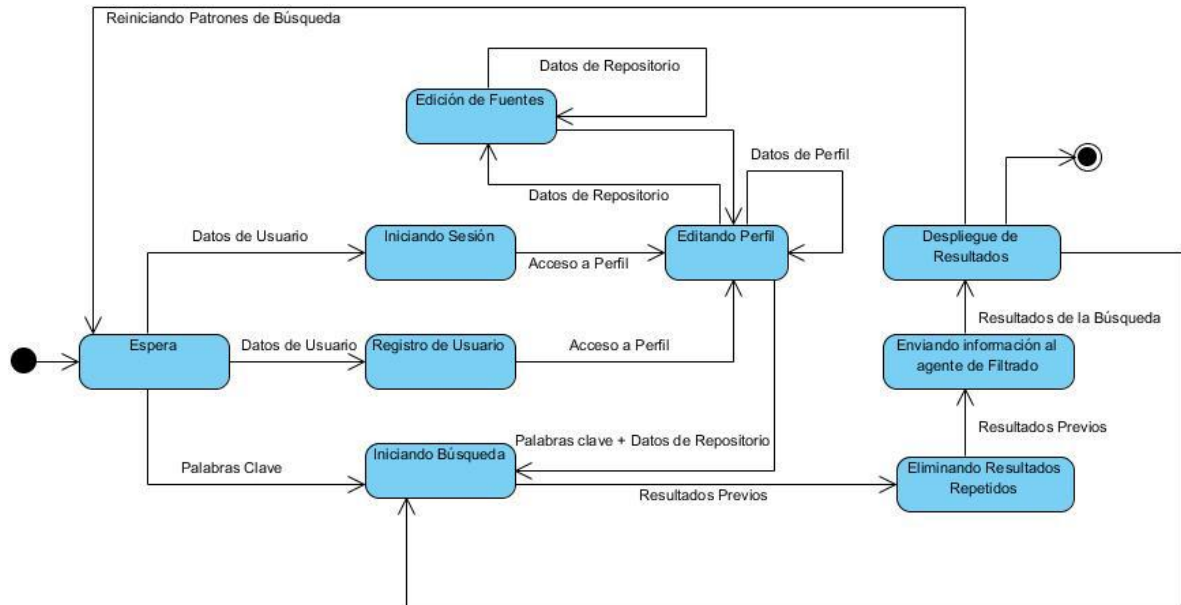 Reiniciando Patrones de Búsqueda
Datos de Repositorio
Edición de Fuentes
Datos de Perfil
Datos de Repositorio
Datos de Usuario
Iniciando Sesión
Acceso a Perfil
Editando Perfil
Despliegue de
Resultados
Resultados de la Búsqueda
Espera
Datos de Usuario
Registro de Usuario
Acceso a Perfil
Enviando información al
agente de Filtrado
Resultados Previos
Palabras clave + Datos de Repositorio
Palabras Clave
Iniciando Búsqueda
Resultados Previos
Eliminando Resultados
Repetidos